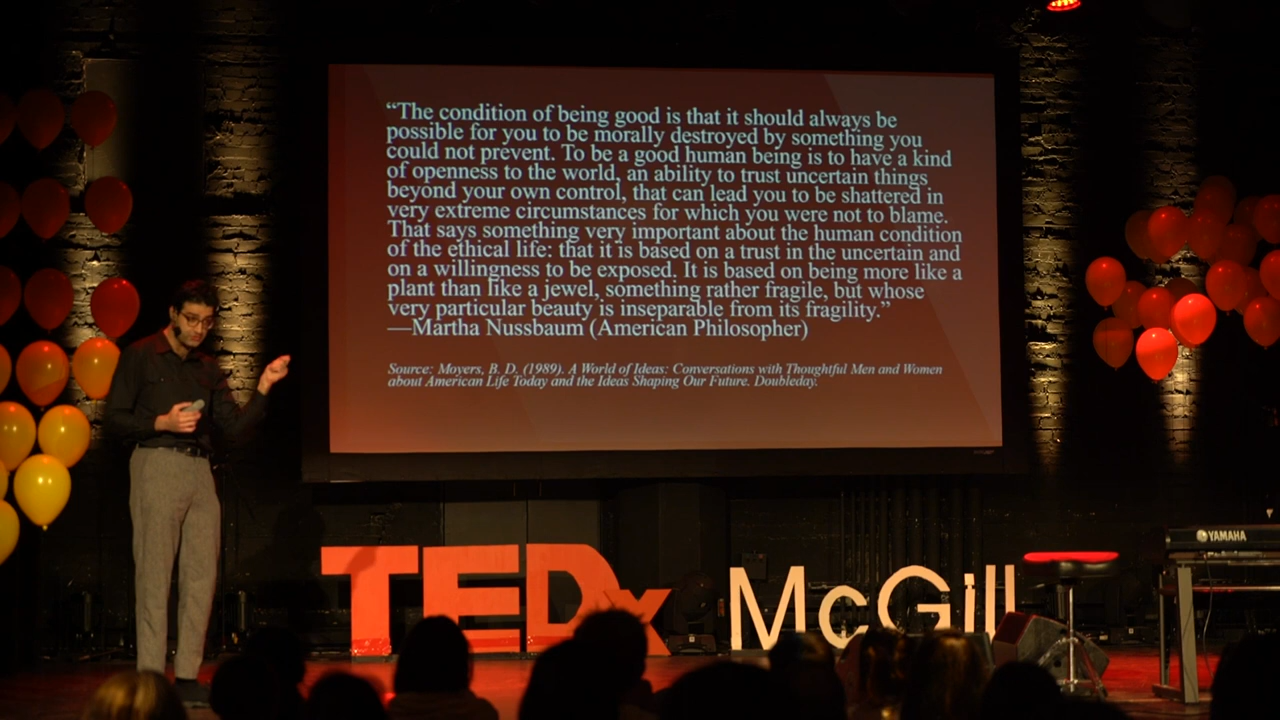 “The condition of being good is that it should always be
possible for you to be morally destroyed by something you
could not prevent. To be a good human being is to have a kind
of openness to the world, an ability to trust uncertain things
beyond your own control, that can lead you to be shattered in
very extreme circumstances for which you were not to blame.
That says something very important about the human condition
of the ethical life: that it is based on a trust in the uncertain and
on a willingness to be exposed. It is based on being more like a
plant than like a jewel, something rather fragile, but whose
very particular beauty is inseparable from its fragility.”
—Martha Nussbaum (American Philosopher)
Source: Moyers, B. D. (1989). A World of Ideas: Conversations with Thoughtful Men and Women
about American Life Today and the Ideas Shaping Our Future. Doubleday.
YAMAHA
TEDx McGill